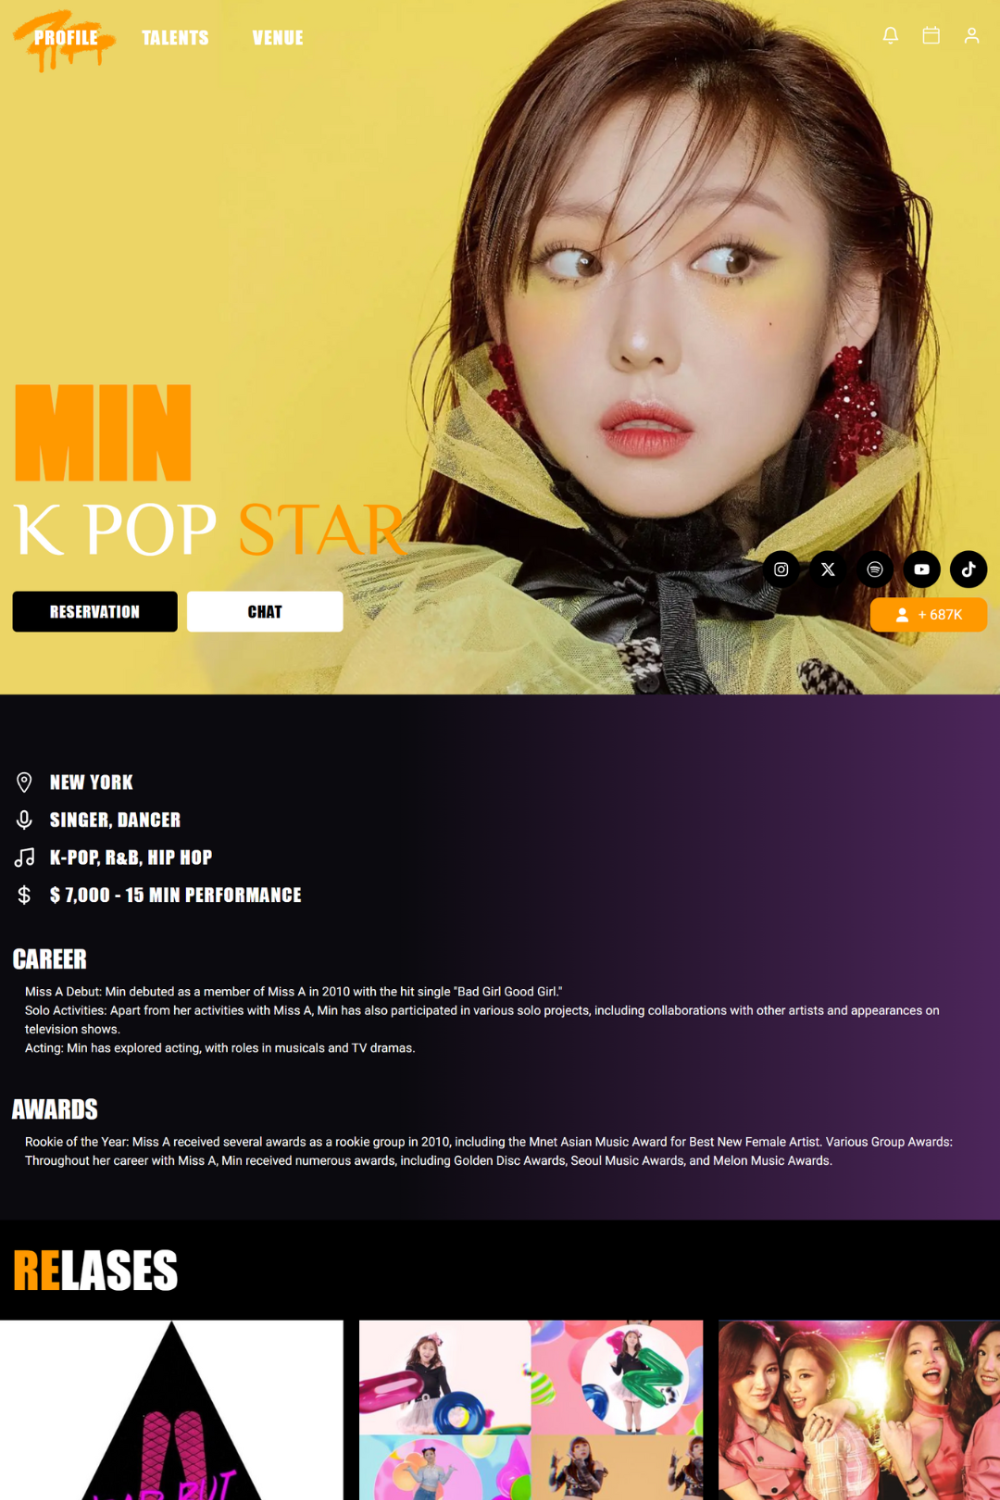 PROFILE
TALENTS
VENUE
MIN
K POP STAR
RESERVATION
CHAT
+ 687K
NEW YORK
SINGER, DANCER
K-POP, R&B, HIP HOP
$ 7,000 - 15 MIN PERFORMANCE
CAREER
Miss A Debut: Min debuted as a member of Miss A in 2010 with the hit single "Bad Girl Good Girl."
Solo Activities: Apart from her activities with Miss A, Min has also participated in various solo projects, including collaborations with other artists and appearances on
television shows.
Acting: Min has explored acting, with roles in musicals and TV dramas.
AWARDS
Rookie of the Year: Miss A received several awards as a rookie group in 2010, including the Mnet Asian Music Award for Best New Female Artist. Various Group Awards:
Throughout her career with Miss A, Min received numerous awards, including Golden Disc Awards, Seoul Music Awards, and Melon Music Awards.
RELASES